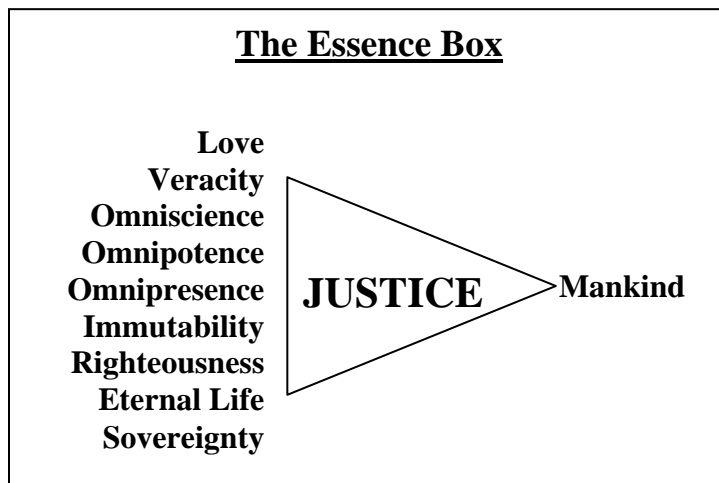 The Essence Box
Love
Veracity
Omniscience
Omnipotence
Omnipresence
Immutability
Righteousness
Eternal Life
Sovereignty
JUSTICE
Mankind